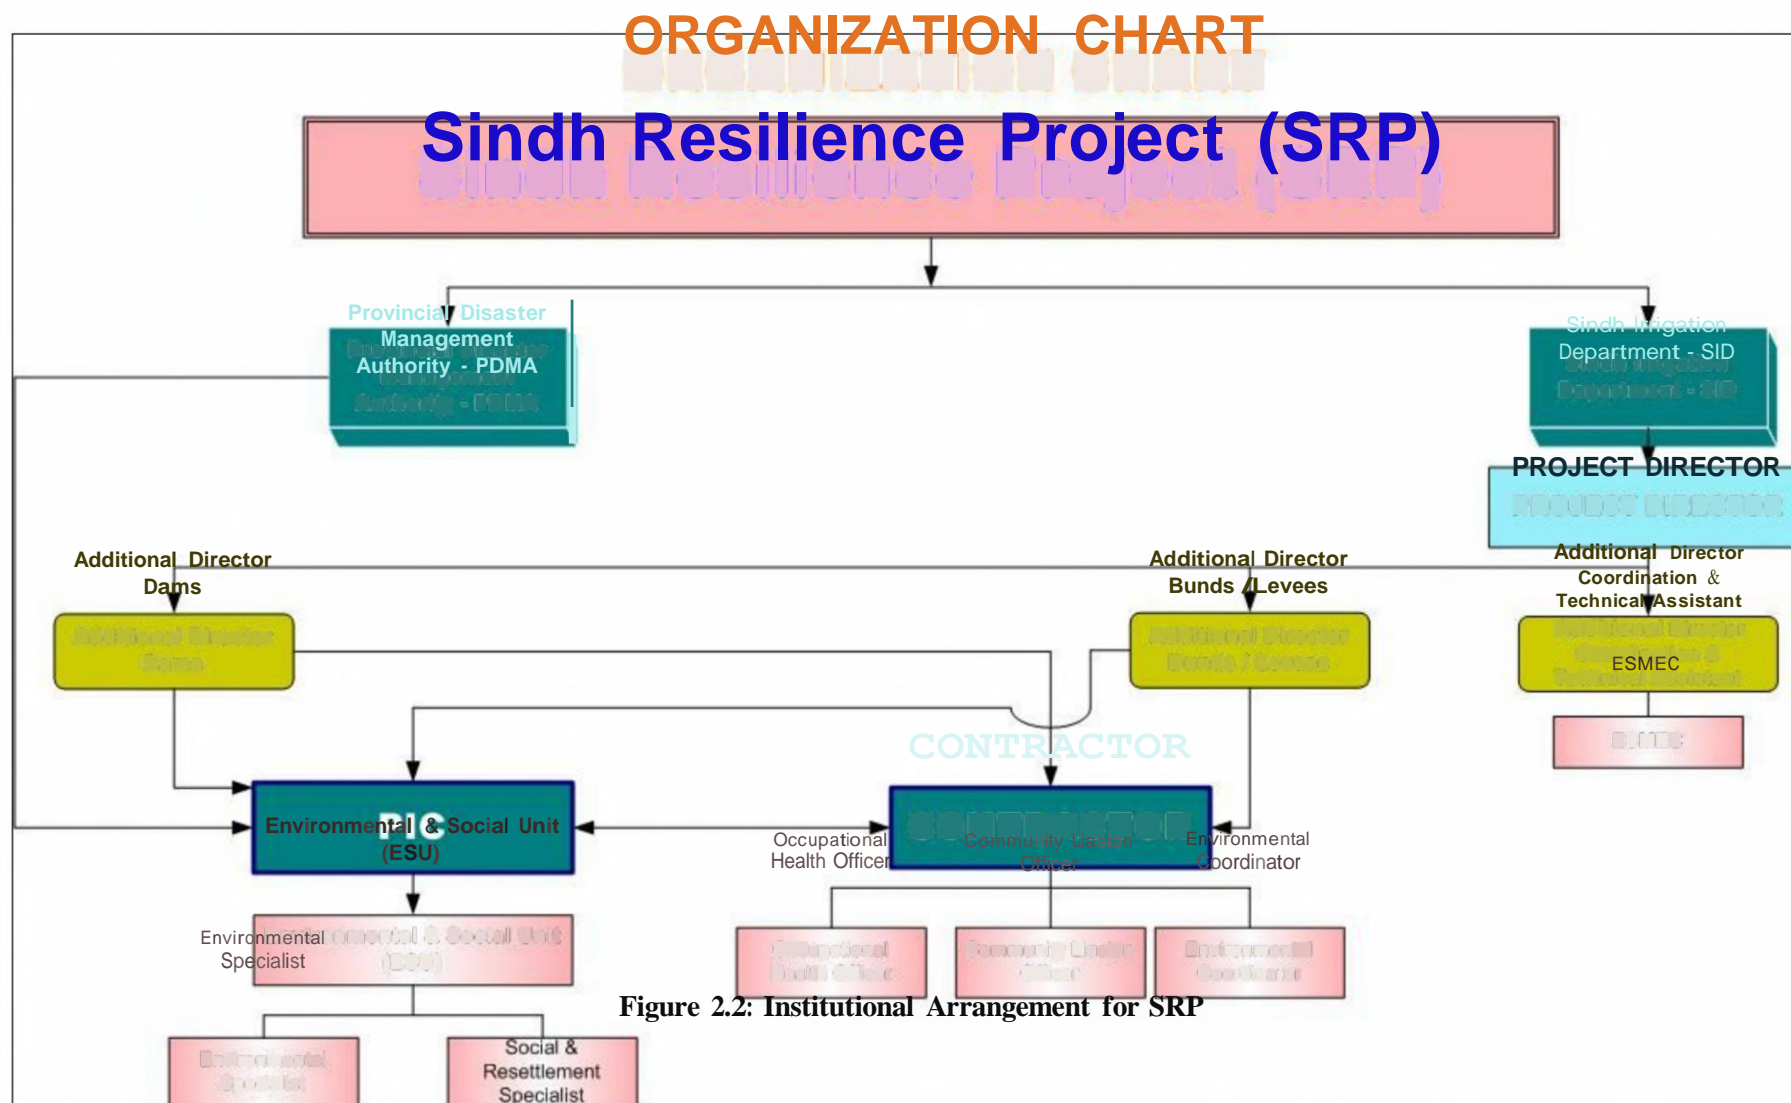 ORGANIZATION CHART
Sindh Resilience Project (SRP)
Provincial Disaster
Management
Authority - PDMA
Sindh Irrigation
Department - SID
PROJECT DIRECTOR
Additional Director
Dams
Additional Director
Bunds / Levees
Additional Director
Coordination &
Technical Assistant
ESMEC
CONTRACTOR
PIC
Environmental & Social Unit
(ESU)
Occupational
Health Officer
Community Liasion
Officer
Environmental
Coordinator
Environmental
Specialist
Figure 2.2: Institutional Arrangement for SRP
Social &
Resettlement
Specialist